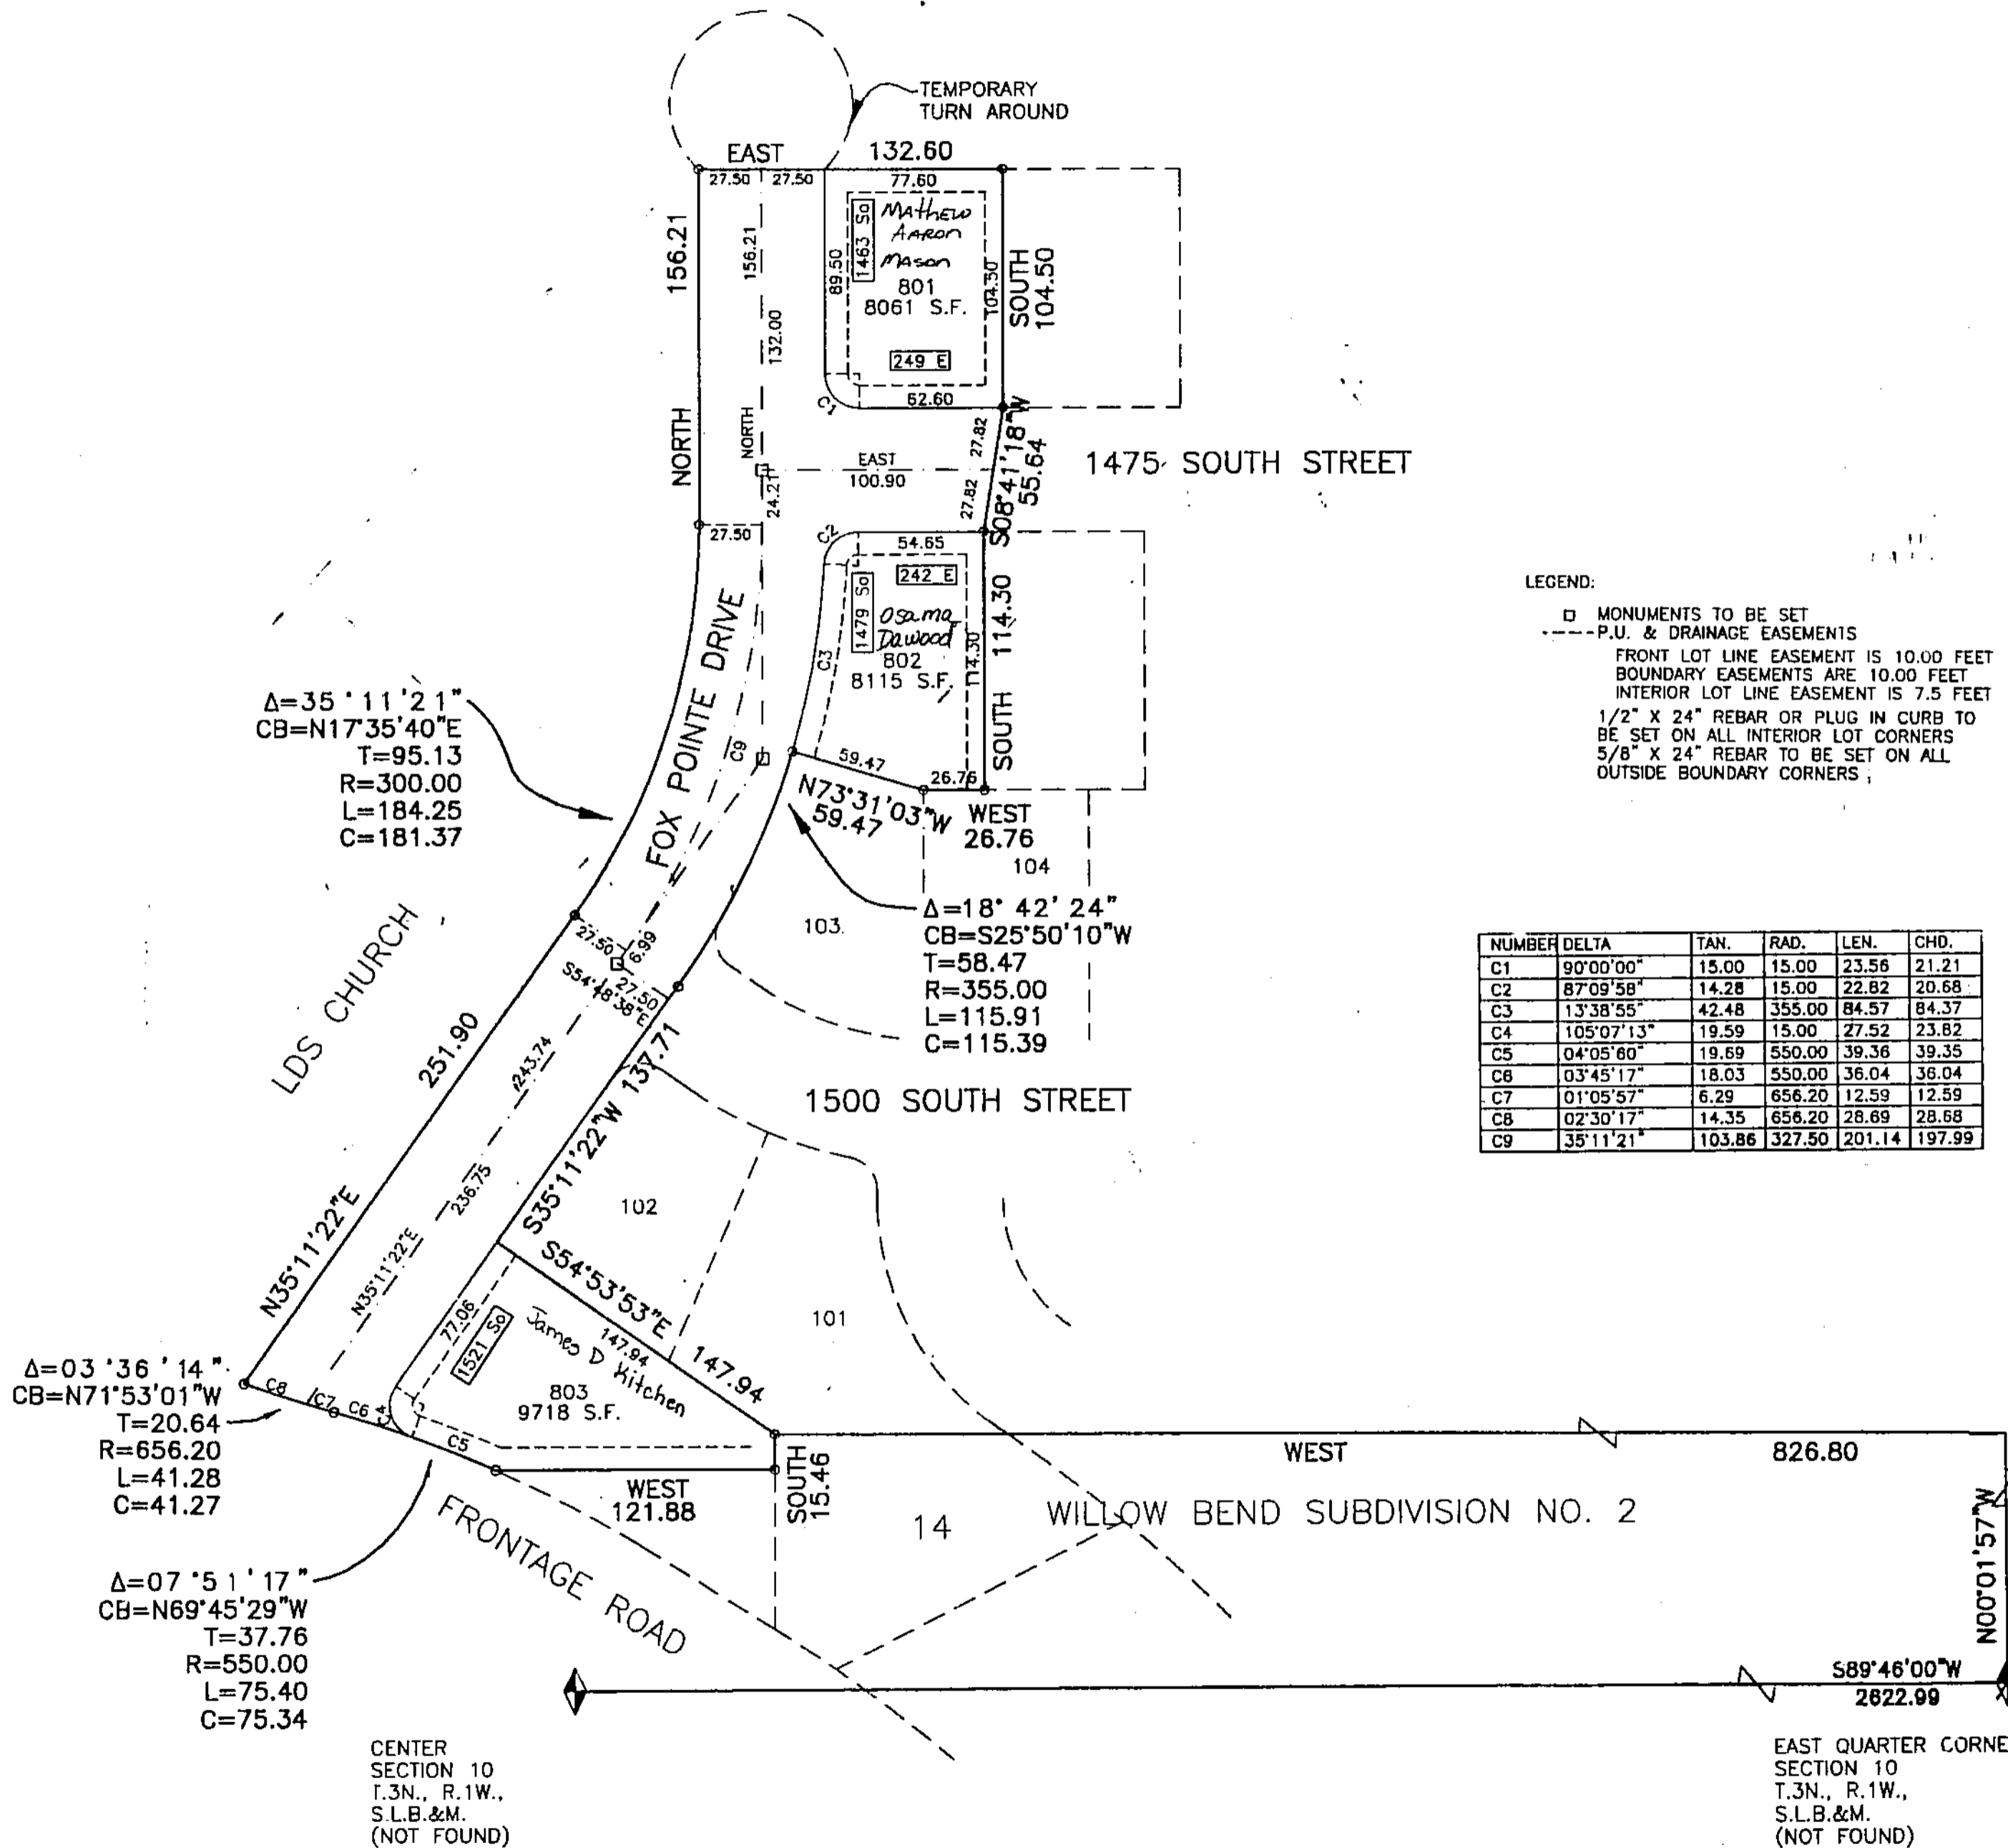 TEMPORARY
TURN AROUND
EAST 132.60
27.50 27.50 77.60
156.21
NORTH
156.21
132.00
NORTH
24.21
89.50
1463 So
Mathew
Aaron
Mason
801
8061 S.F.
249 E
104.50
SOUTH
104.50
C1
62.60
27.82
27.82
S08°41'18"W
55.64
EAST
100.90
1475 SOUTH STREET
27.50
C2
54.65
242 E
1479 So
Osama
Dawood
802
8115 S.F.
114.30
SOUTH 114.30
C3
FOX POINTE DRIVE
C9
59.47
26.76
N73°31'03"W
59.47
WEST
26.76
104
103
Δ=35°11'21"
CB=N17°35'40"E
T=95.13
R=300.00
L=184.25
C=181.37
Δ=18°42'24"
CB=S25°50'10"W
T=58.47
R=355.00
L=115.91
C=115.39
LEGEND:
MONUMENTS TO BE SET
P.U. & DRAINAGE EASEMENTS
FRONT LOT LINE EASEMENT IS 10.00 FEET
BOUNDARY EASEMENTS ARE 10.00 FEET
INTERIOR LOT LINE EASEMENT IS 7.5 FEET
1/2" X 24" REBAR OR PLUG IN CURB TO
BE SET ON ALL INTERIOR LOT CORNERS
5/8" X 24" REBAR TO BE SET ON ALL
OUTSIDE BOUNDARY CORNERS ;
NUMBER DELTA TAN. RAD. LEN. CHD.
C1 90°00'00" 15.00 15.00 23.56 21.21
C2 87°09'58" 14.28 15.00 22.82 20.68
C3 13°38'55" 42.48 355.00 84.57 84.37
C4 105°07'13" 19.59 15.00 27.52 23.82
C5 04°05'60" 19.69 550.00 39.36 39.35
C6 03°45'17" 18.03 550.00 36.04 36.04
C7 01°05'57" 6.29 656.20 12.59 12.59
C8 02°30'17" 14.35 656.20 28.69 28.68
C9 35°11'21" 103.86 327.50 201.14 197.99
27.50
6.99
27.50
S54°48'38"E
LDS CHURCH
251.90
N35°11'22"E
243.74
236.75
N35°11'22"E
S35°11'22"W 137.71
1500 SOUTH STREET
102
101
S54°53'53"E 147.94
147.94
77.06
1521 So
James D Kitchen
803
9718 S.F.
C8
C7
C6
C5
Δ=03°36'14"
CB=N71°53'01"W
T=20.64
R=656.20
L=41.28
C=41.27
WEST
121.88
SOUTH
15.46
WEST 826.80
14
WILLOW BEND SUBDIVISION NO. 2
N00°01'57"W
FRONTAGE ROAD
Δ=07°51'17"
CB=N69°45'29"W
T=37.76
R=550.00
L=75.40
C=75.34
S89°46'00"W
2622.99
CENTER
SECTION 10
T.3N., R.1W.,
S.L.B.&M.
(NOT FOUND)
EAST QUARTER CORNE
SECTION 10
T.3N., R.1W.,
S.L.B.&M.
(NOT FOUND)